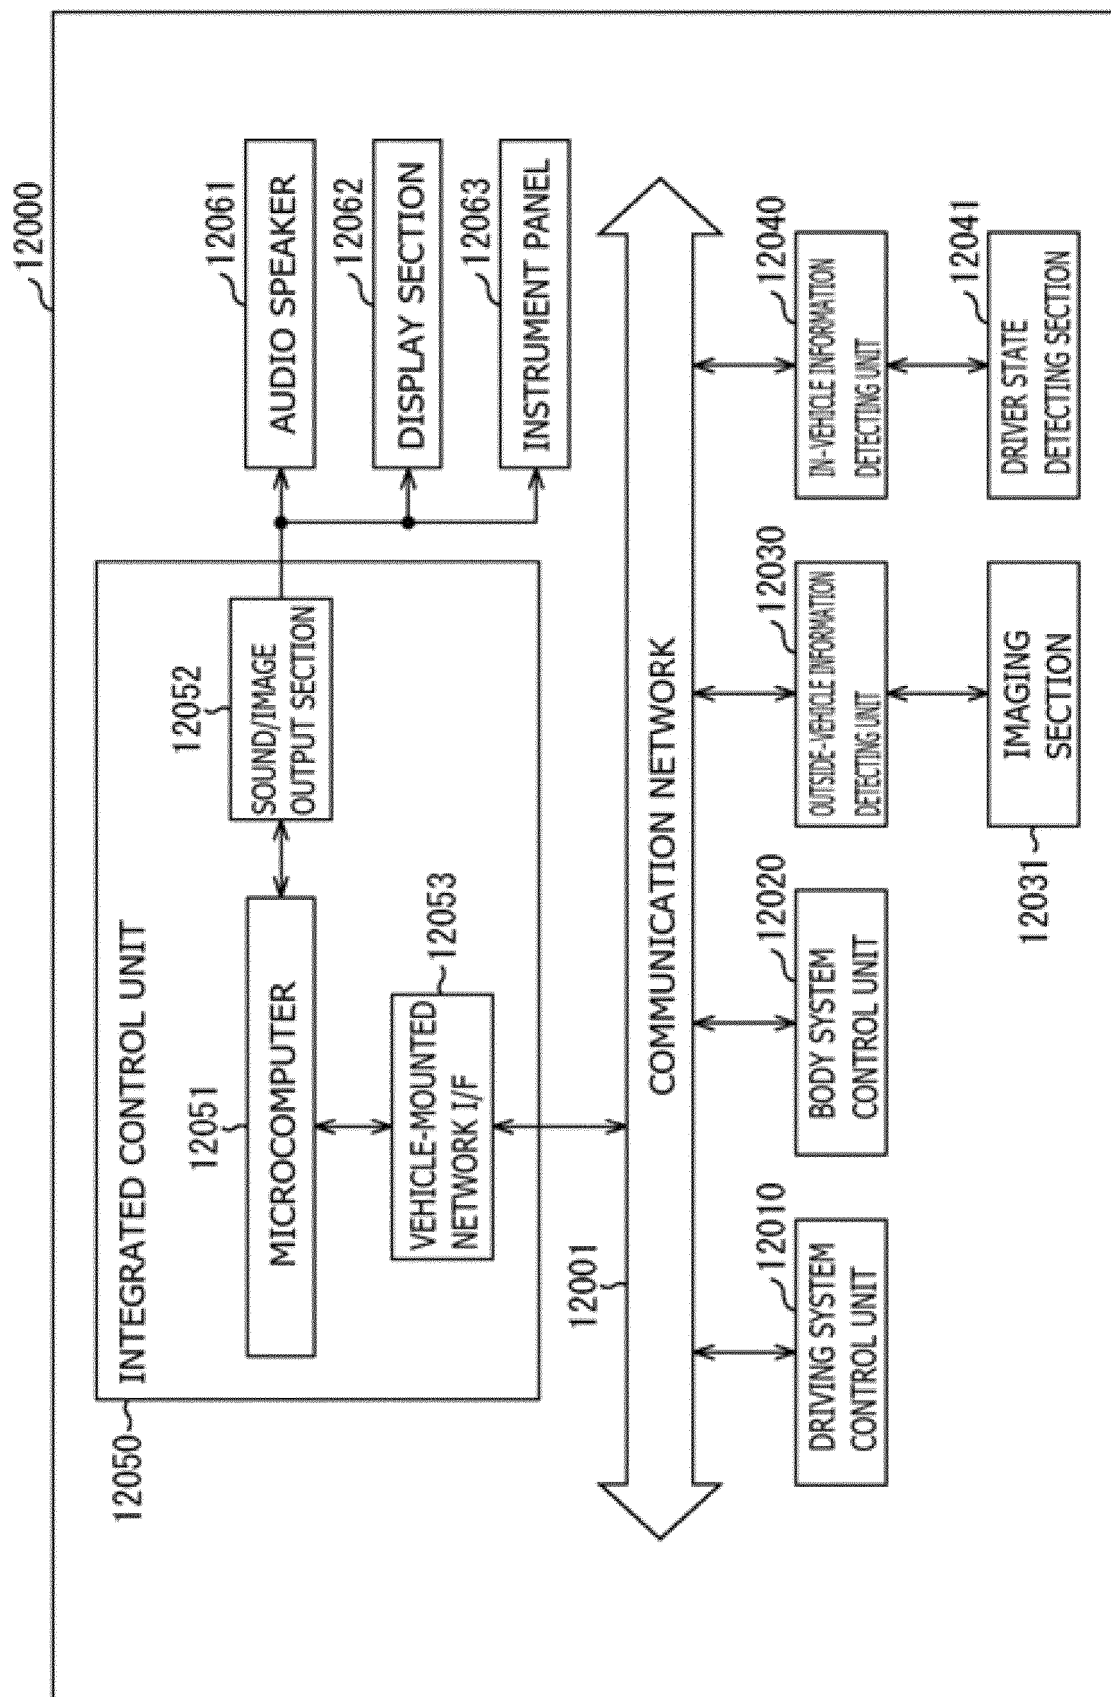 12000
12050
INTEGRATED CONTROL UNIT
12051
MICROCOMPUTER
12052
SOUND/IMAGE
OUTPUT SECTION
12053
VEHICLE-MOUNTED
NETWORK I/F
12061
AUDIO SPEAKER
12062
DISPLAY SECTION
12063
INSTRUMENT PANEL
12001
COMMUNICATION NETWORK
12010
DRIVING SYSTEM
CONTROL UNIT
12020
BODY SYSTEM
CONTROL UNIT
12030
OUTSIDE-VEHICLE INFORMATION
DETECTING UNIT
12040
IN-VEHICLE INFORMATION
DETECTING UNIT
12031
IMAGING
SECTION
12041
DRIVER STATE
DETECTING SECTION